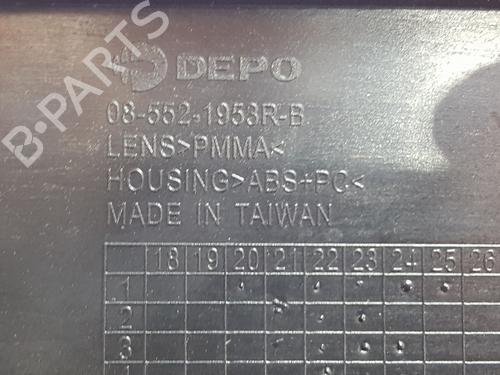 DEPO
08-552-1953R-B
LENS>PMMA<
HOUSING>ABS+PC<
MADE IN TAIWAN
18 19 20 21 22 23 24 25 26
1
2
3
B-PARTS